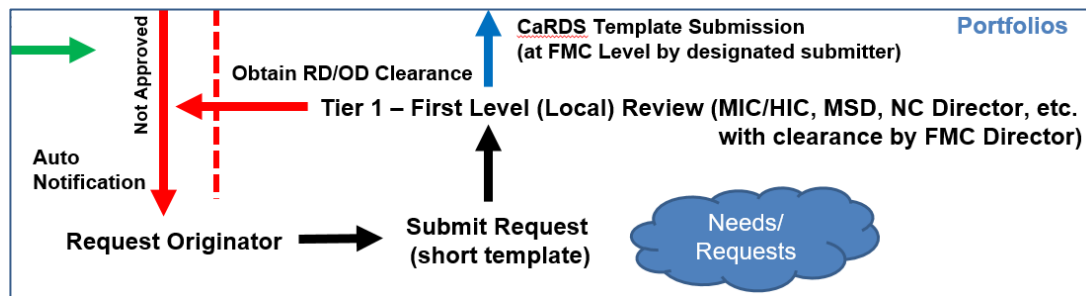 CaRDS Template Submission
(at FMC Level by designated submitter)
Portfolios
Not Approved
Obtain RD/OD Clearance
Tier 1 – First Level (Local) Review (MIC/HIC, MSD, NC Director, etc.
with clearance by FMC Director)
Auto
Notification
Request Originator
Submit Request
(short template)
Needs/
Requests